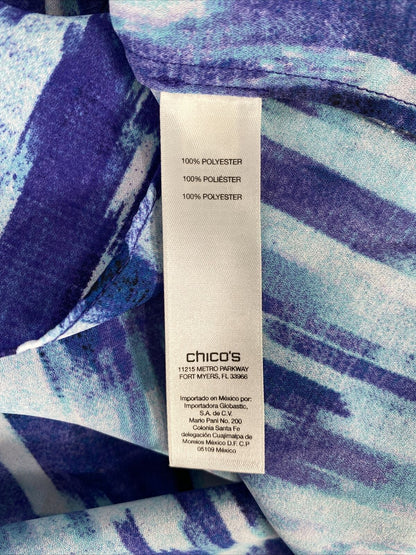 100% POLYESTER
100% POLIÉSTER
100% POLYESTER
chico's
11215 METRO PARKWAY
FORT MYERS, FL 33966
Importado en México por:
Importadora Globastic,
S.A. de C.V.
Mario Pani No. 200
Colonia Santa Fe
delegación Cuajimalpa de
Morelos México D.F. C.P
05109 México